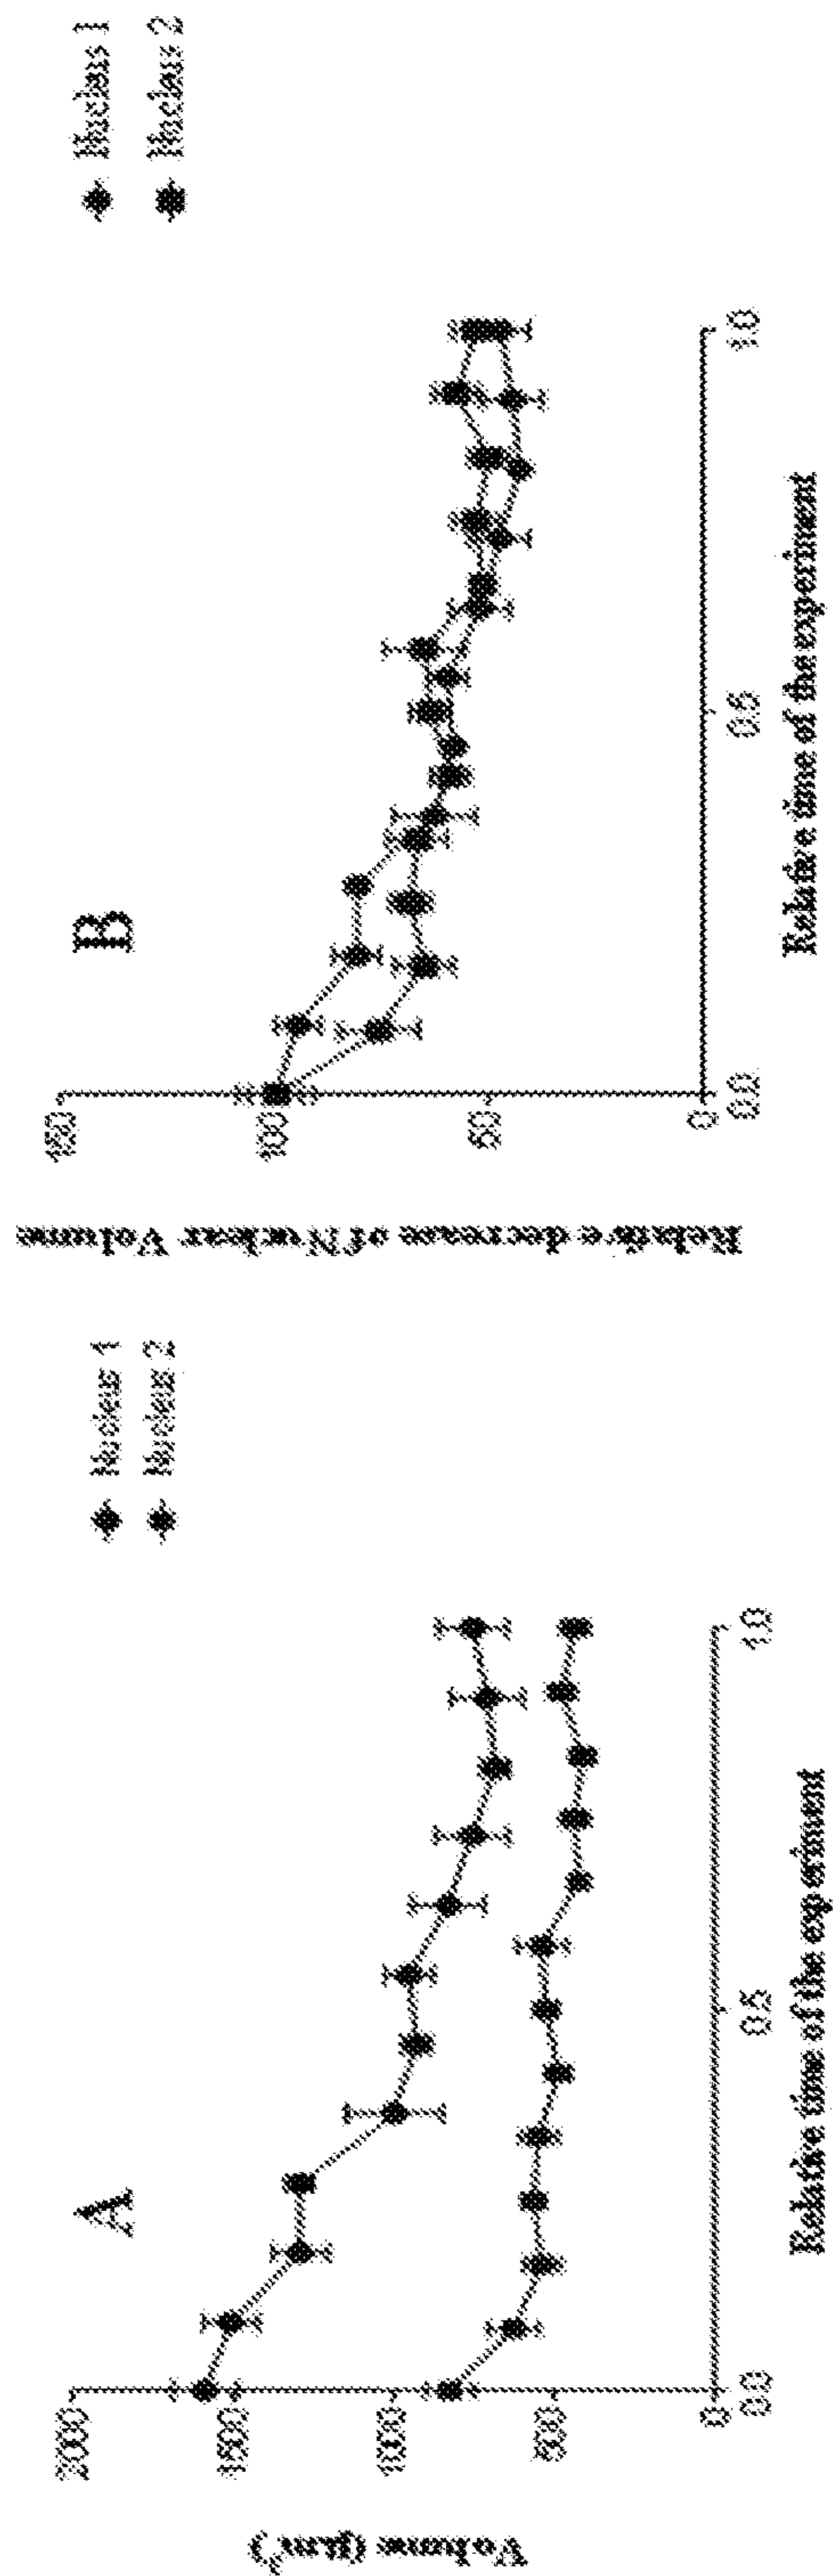 A
Nucleus 1
Nucleus 2
Volume (µm³)
2000
1500
1000
500
0
0.0
0.5
1.0
Relative time of the experiment
B
Nucleus 1
Nucleus 2
Relative decrease of Nuclear Volume
150
100
50
0
0.0
0.5
1.0
Relative time of the experiment